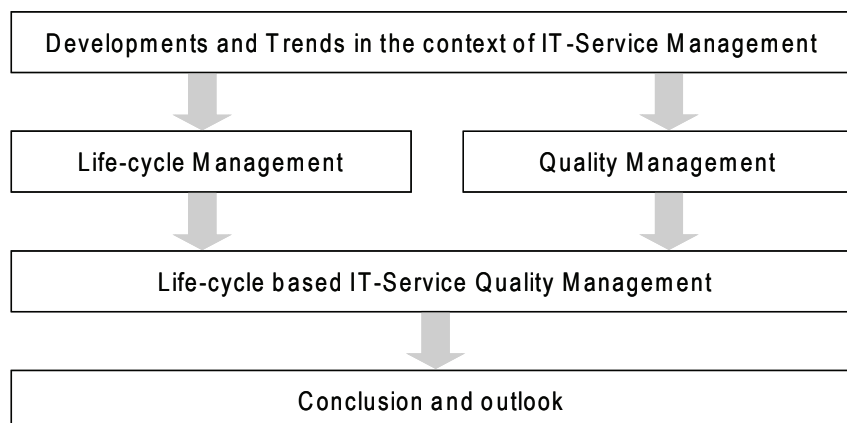 Developments and Trends in the context of IT-Service Management
Life-cycle Management
Quality Management
Life-cycle based IT-Service Quality Management
Conclusion and outlook